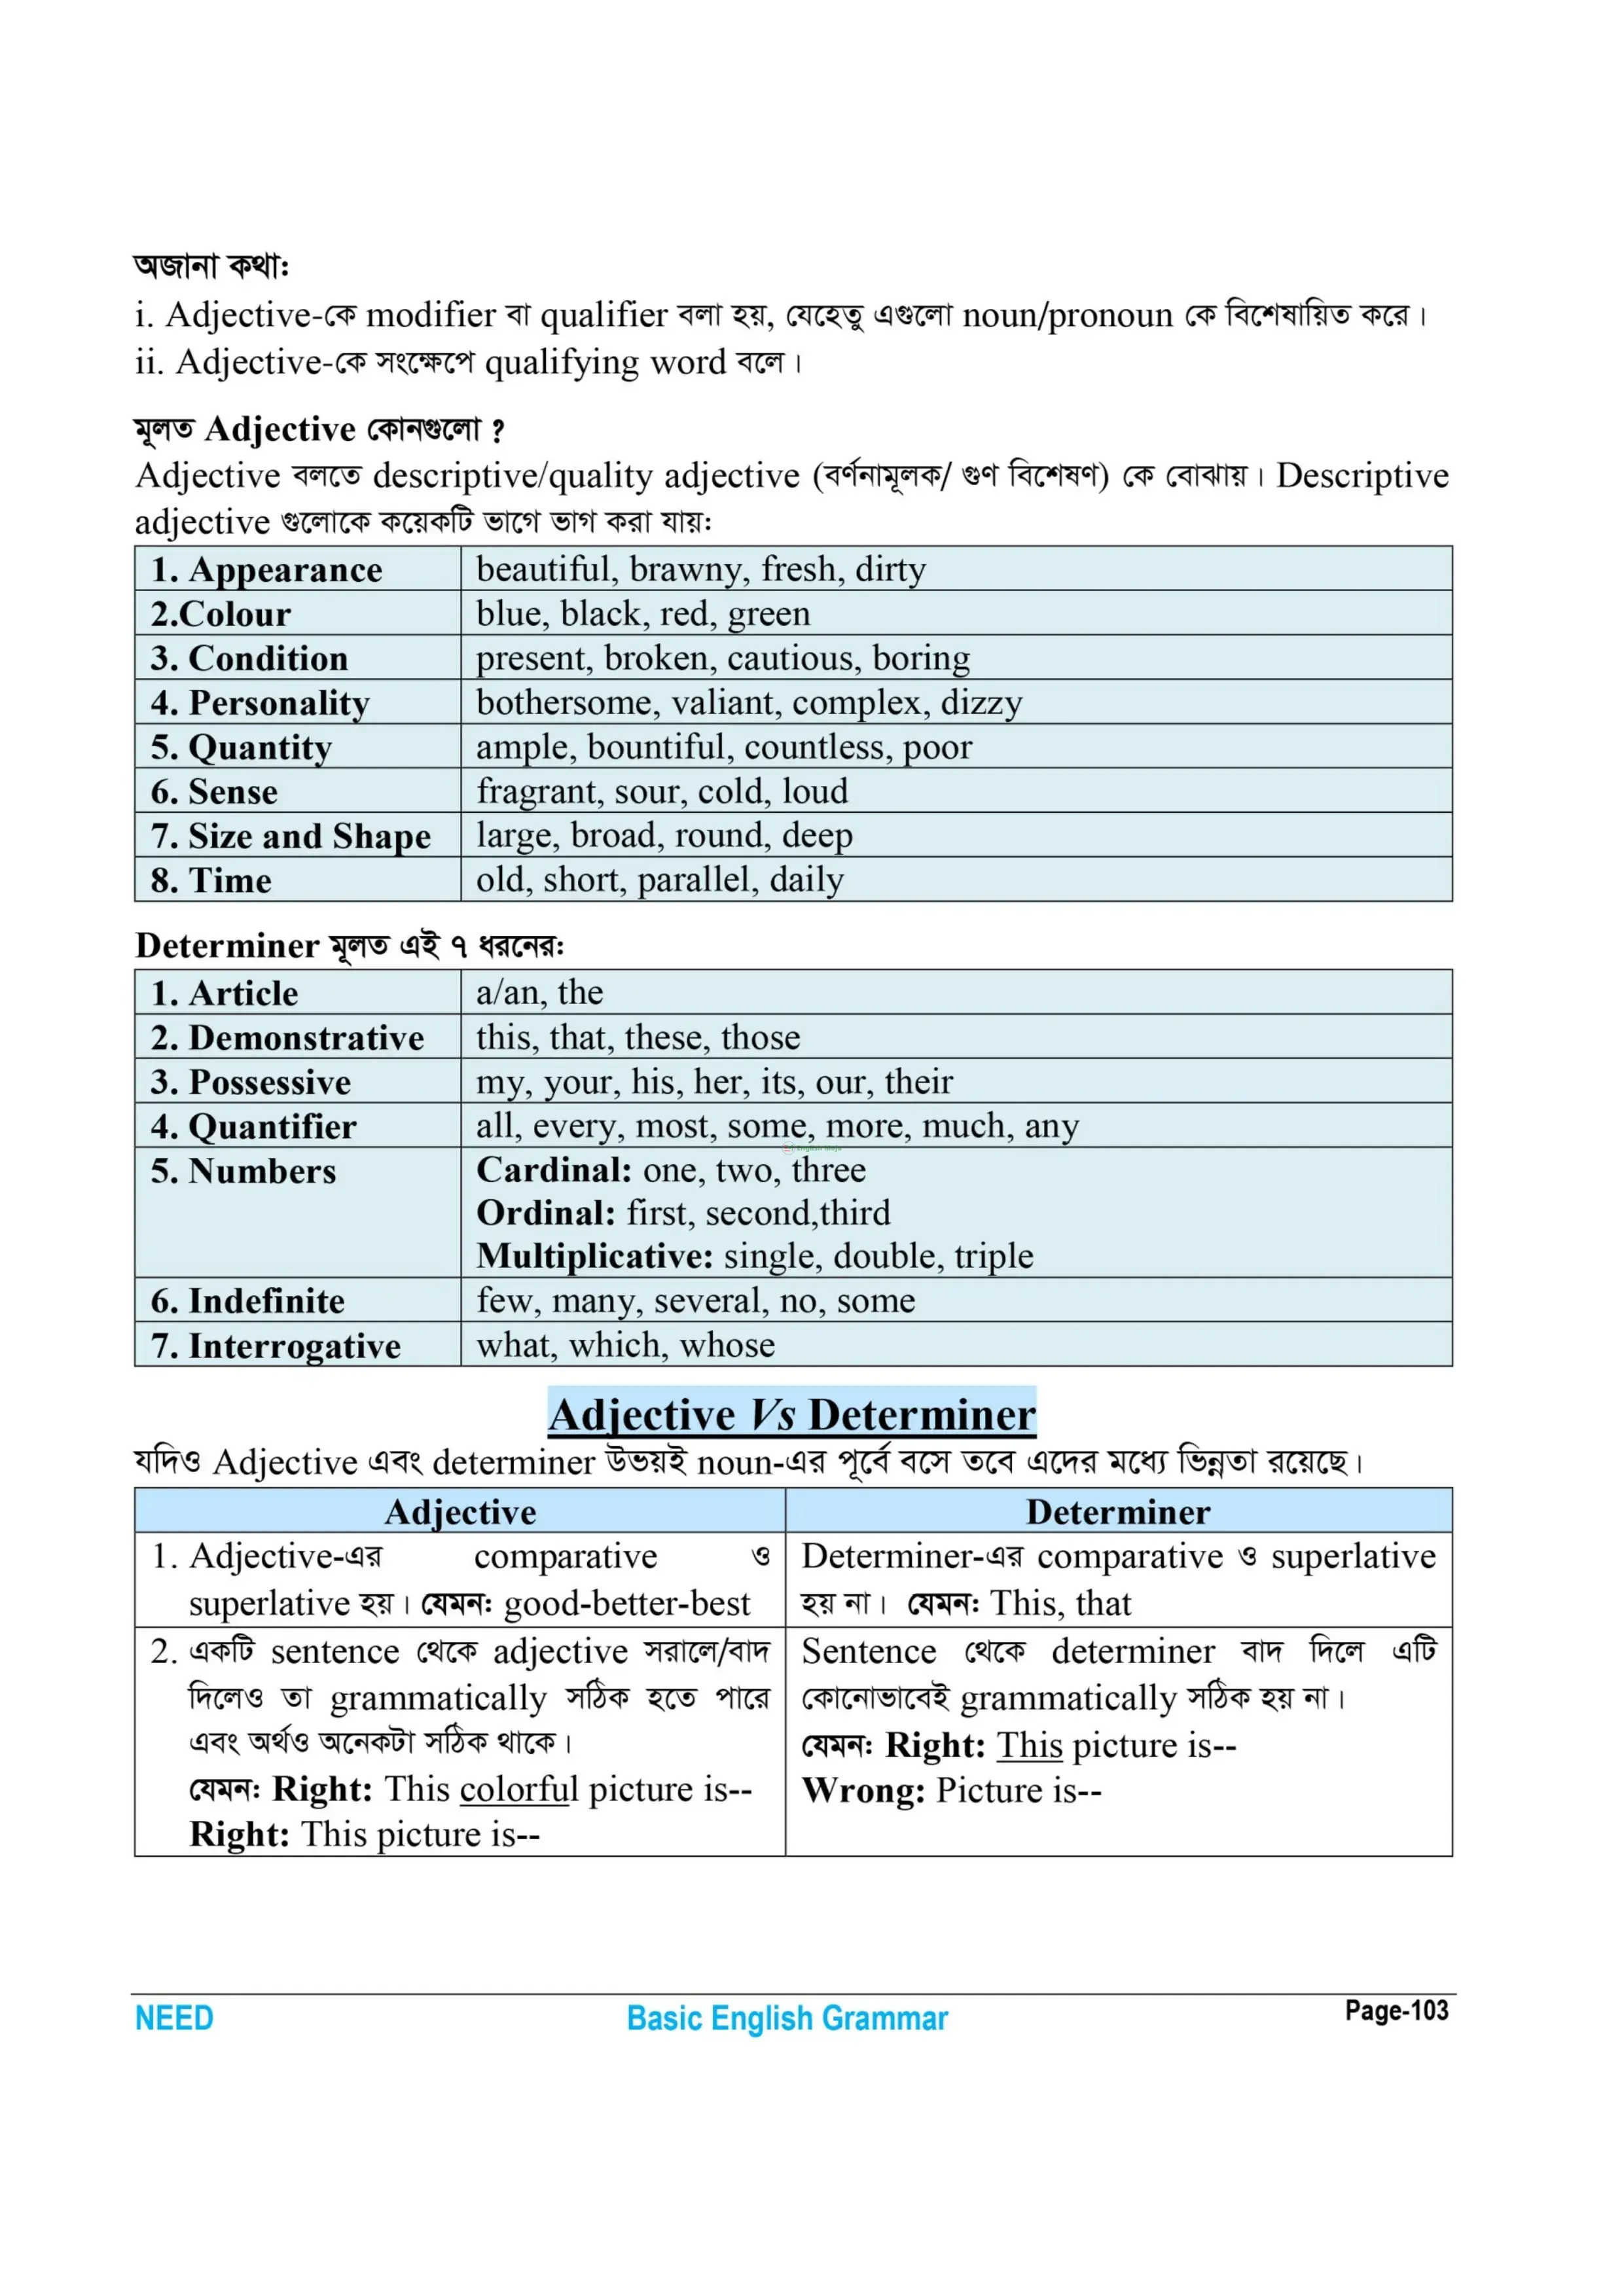 অজানা কথা:
i. Adjective-কে modifier বা qualifier বলা হয়, যেহেতু এগুলো noun/pronoun কে বিশেষায়িত করে।
ii. Adjective-কে সংক্ষেপে qualifying word বলে।
মূলত Adjective কোনগুলো ?
Adjective বলতে descriptive/quality adjective (বর্ণনামূলক/ গুণ বিশেষণ) কে বোঝায়। Descriptive
adjective গুলোকে কয়েকটি ভাগে ভাগ করা যায়:
1. Appearance beautiful, brawny, fresh, dirty
2.Colour blue, black, red, green
3. Condition present, broken, cautious, boring
4. Personality bothersome, valiant, complex, dizzy
5. Quantity ample, bountiful, countless, poor
6. Sense fragrant, sour, cold, loud
7. Size and Shape large, broad, round, deep
8. Time old, short, parallel, daily
Determiner মূলত এই ৭ ধরনের:
1. Article a/an, the
2. Demonstrative this, that, these, those
3. Possessive my, your, his, her, its, our, their
4. Quantifier all, every, most, some, more, much, any
5. Numbers Cardinal: one, two, three
Ordinal: first, second,third
Multiplicative: single, double, triple
6. Indefinite few, many, several, no, some
7. Interrogative what, which, whose
Adjective Vs Determiner
যদিও Adjective এবং determiner উভয়ই noun-এর পূর্বে বসে তবে এদের মধ্যে ভিন্নতা রয়েছে।
Adjective Determiner
1. Adjective-এর comparative ও
superlative হয়। যেমন: good-better-best
Determiner-এর comparative ও superlative
হয় না। যেমন: This, that
2. একটি sentence থেকে adjective সরালে/বাদ
দিলেও তা grammatically সঠিক হতে পারে
এবং অর্থও অনেকটা সঠিক থাকে।
যেমন: Right: This colorful picture is--
Right: This picture is--
Sentence থেকে determiner বাদ দিলে এটি
কোনোভাবেই grammatically সঠিক হয় না।
যেমন: Right: This picture is--
Wrong: Picture is--
NEED Basic English Grammar Page-103